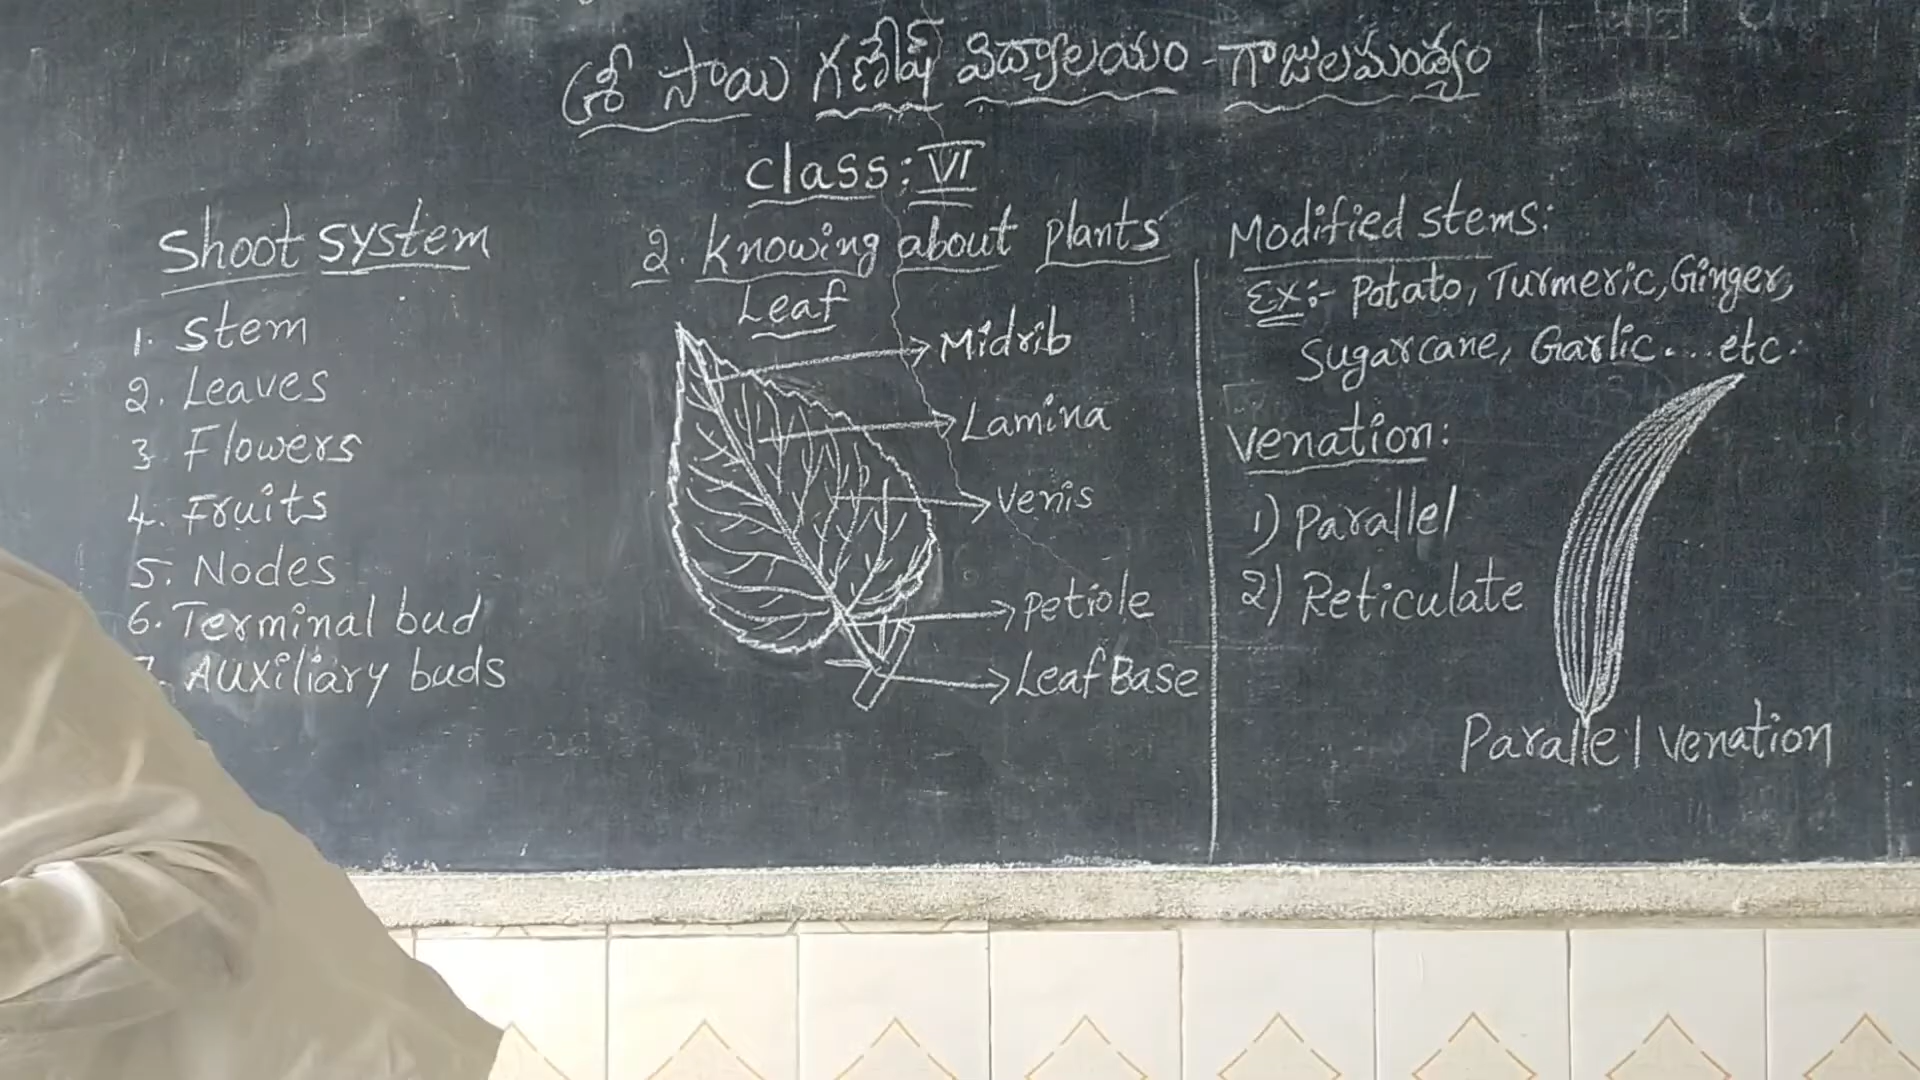 శ్రీ సాయి గణేష్ విద్యాలయం - గాజులమండ్యం
class: VI
Shoot system
1. Stem
2. Leaves
3. Flowers
4. Fruits
5. Nodes
6. Terminal bud
7. Auxiliary buds
2. Knowing about plants
Leaf
Midrib
Lamina
Venis
Petiole
Leaf Base
Modified stems:
Ex:- Potato, Turmeric, Ginger,
Sugarcane, Garlic....etc.
Venation:
1) Parallel
2) Reticulate
Parallel Venation